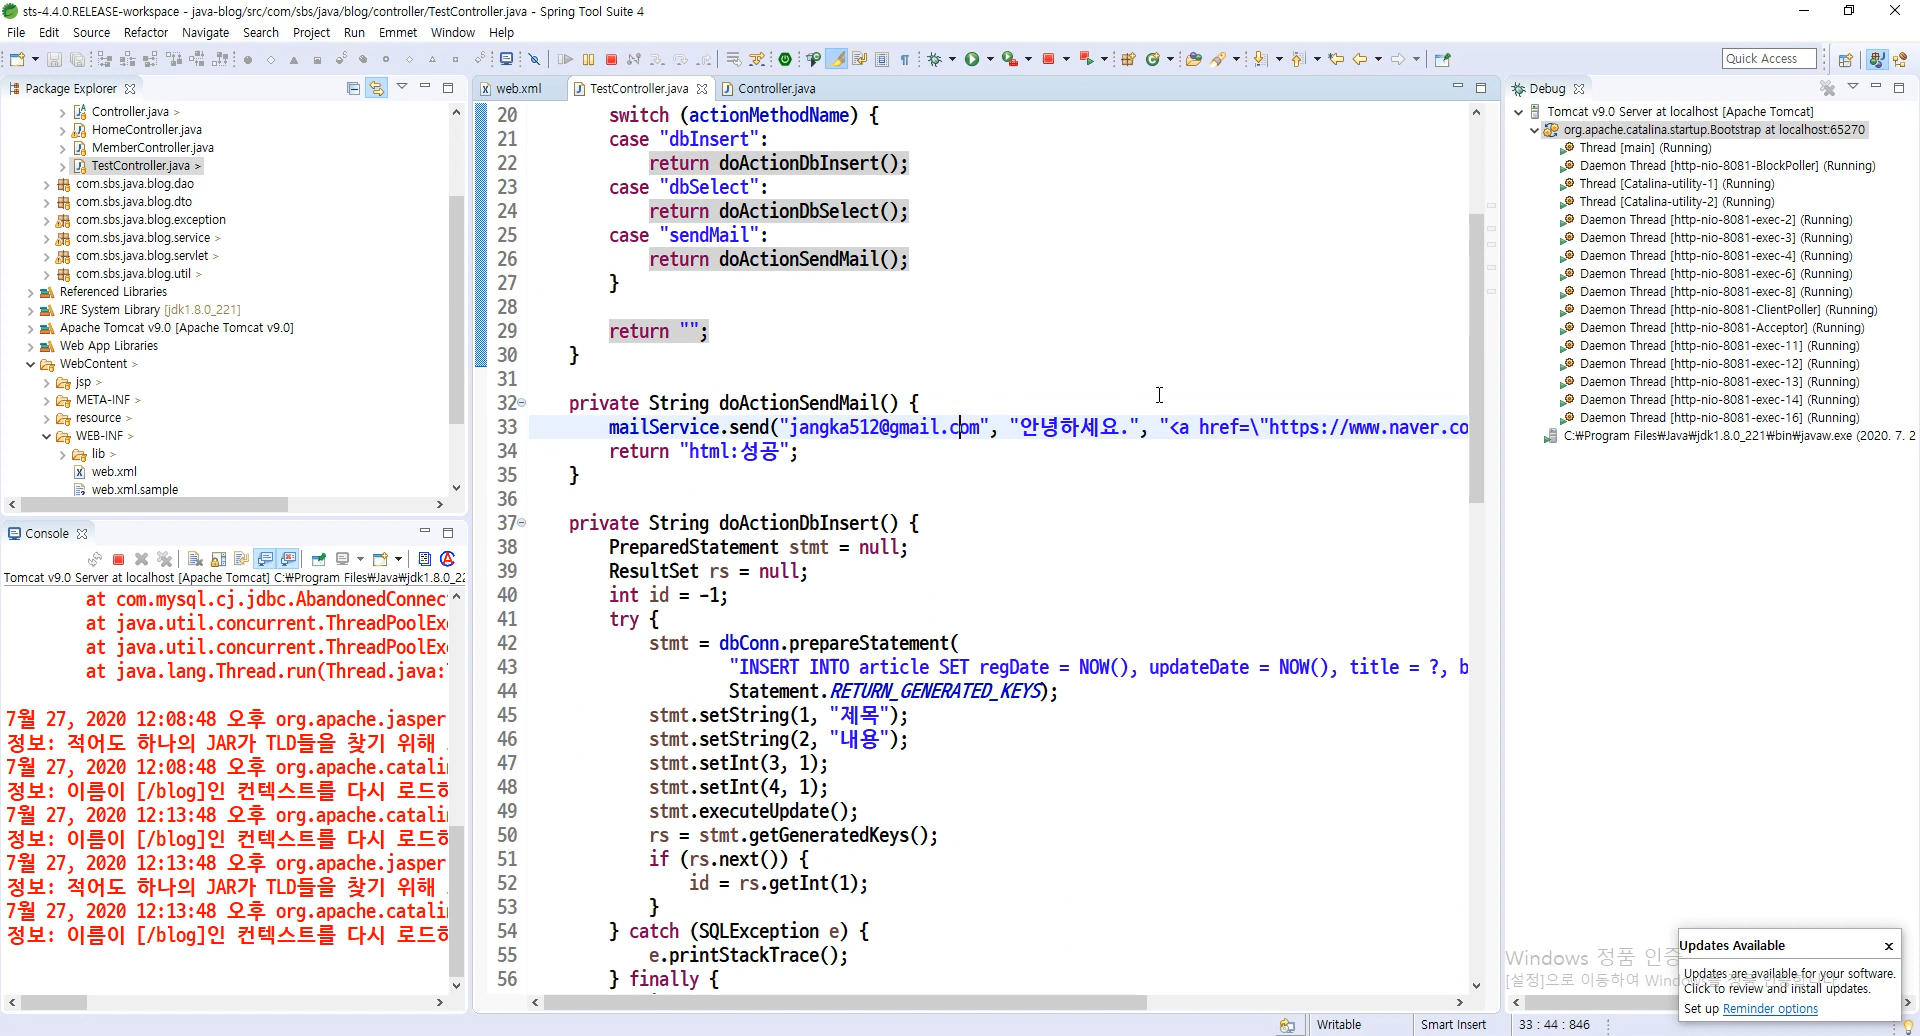 sts-4.4.0.RELEASE-workspace - java-blog/src/com/sbs/java/blog/controller/TestController.java - Spring Tool Suite 4
File Edit Source Refactor Navigate Search Project Run Emmet Window Help
Quick Access
Package Explorer
Controller.java >
HomeController.java
MemberController.java
TestController.java >
com.sbs.java.blog.dao
com.sbs.java.blog.dto
com.sbs.java.blog.exception
com.sbs.java.blog.service >
com.sbs.java.blog.servlet >
com.sbs.java.blog.util >
Referenced Libraries
JRE System Library [jdk1.8.0_221]
Apache Tomcat v9.0 [Apache Tomcat v9.0]
Web App Libraries
WebContent >
jsp >
META-INF >
resource >
WEB-INF >
lib >
web.xml
web.xml.sample
Console
Tomcat v9.0 Server at localhost [Apache Tomcat] C:₩Program Files₩Java₩jdk1.8.0_22
at com.mysql.cj.jdbc.AbandonedConnec
at java.util.concurrent.ThreadPoolEx
at java.util.concurrent.ThreadPoolEx
at java.lang.Thread.run(Thread.java:
7월 27, 2020 12:08:48 오후 org.apache.jasper
정보: 적어도 하나의 JAR가 TLD들을 찾기 위해
7월 27, 2020 12:08:48 오후 org.apache.catali
정보: 이름이 [/blog]인 컨텍스트를 다시 로드
7월 27, 2020 12:13:48 오후 org.apache.catali
정보: 이름이 [/blog]인 컨텍스트를 다시 로드
7월 27, 2020 12:13:48 오후 org.apache.jasper
정보: 적어도 하나의 JAR가 TLD들을 찾기 위해
7월 27, 2020 12:13:48 오후 org.apache.catali
정보: 이름이 [/blog]인 컨텍스트를 다시 로드
web.xml TestController.java Controller.java
20 switch (actionMethodName) {
21 case "dbInsert":
22 return doActionDbInsert();
23 case "dbSelect":
24 return doActionDbSelect();
25 case "sendMail":
26 return doActionSendMail();
27 }
28
29 return "";
30 }
31
32 private String doActionSendMail() {
33 mailService.send("jangka512@gmail.com", "안녕하세요.", "<a href=\"https://www.naver.co
34 return "html:성공";
35 }
36
37 private String doActionDbInsert() {
38 PreparedStatement stmt = null;
39 ResultSet rs = null;
40 int id = -1;
41 try {
42 stmt = dbConn.prepareStatement(
43 "INSERT INTO article SET regDate = NOW(), updateDate = NOW(), title = ?, b
44 Statement.RETURN_GENERATED_KEYS);
45 stmt.setString(1, "제목");
46 stmt.setString(2, "내용");
47 stmt.setInt(3, 1);
48 stmt.setInt(4, 1);
49 stmt.executeUpdate();
50 rs = stmt.getGeneratedKeys();
51 if (rs.next()) {
52 id = rs.getInt(1);
53 }
54 } catch (SQLException e) {
55 e.printStackTrace();
56 } finally {
Debug
Tomcat v9.0 Server at localhost [Apache Tomcat]
org.apache.catalina.startup.Bootstrap at localhost:65270
Thread [main] (Running)
Daemon Thread [http-nio-8081-BlockPoller] (Running)
Thread [Catalina-utility-1] (Running)
Thread [Catalina-utility-2] (Running)
Daemon Thread [http-nio-8081-exec-2] (Running)
Daemon Thread [http-nio-8081-exec-3] (Running)
Daemon Thread [http-nio-8081-exec-4] (Running)
Daemon Thread [http-nio-8081-exec-6] (Running)
Daemon Thread [http-nio-8081-exec-8] (Running)
Daemon Thread [http-nio-8081-ClientPoller] (Running)
Daemon Thread [http-nio-8081-Acceptor] (Running)
Daemon Thread [http-nio-8081-exec-11] (Running)
Daemon Thread [http-nio-8081-exec-12] (Running)
Daemon Thread [http-nio-8081-exec-13] (Running)
Daemon Thread [http-nio-8081-exec-14] (Running)
Daemon Thread [http-nio-8081-exec-16] (Running)
C:₩Program Files₩Java₩jdk1.8.0_221₩bin₩javaw.exe (2020. 7. 2
Windows 정품 인증
[설정]으로 이동하여 Wind
Updates Available
Updates are available for your software.
Click to review and install updates.
Set up Reminder options
Writable Smart Insert 33 : 44 : 846